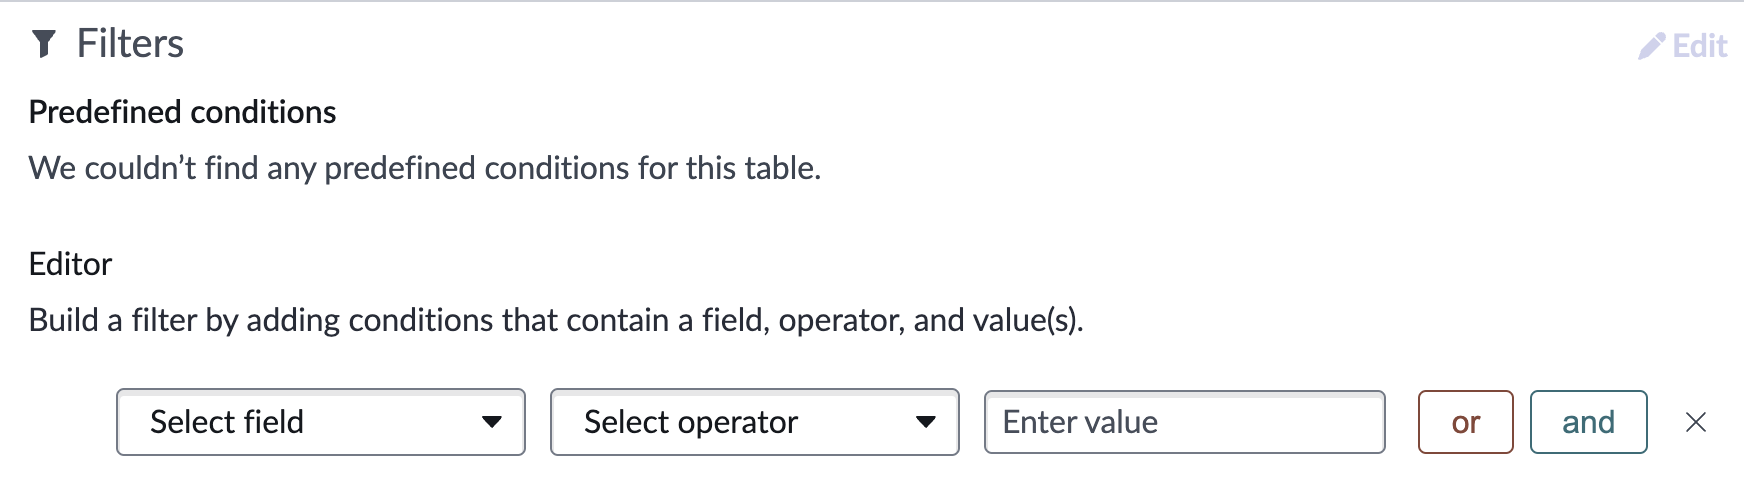 Filters
Edit
Predefined conditions
We couldn’t find any predefined conditions for this table.
Editor
Build a filter by adding conditions that contain a field, operator, and value(s).
Select field Select operator Enter value or and